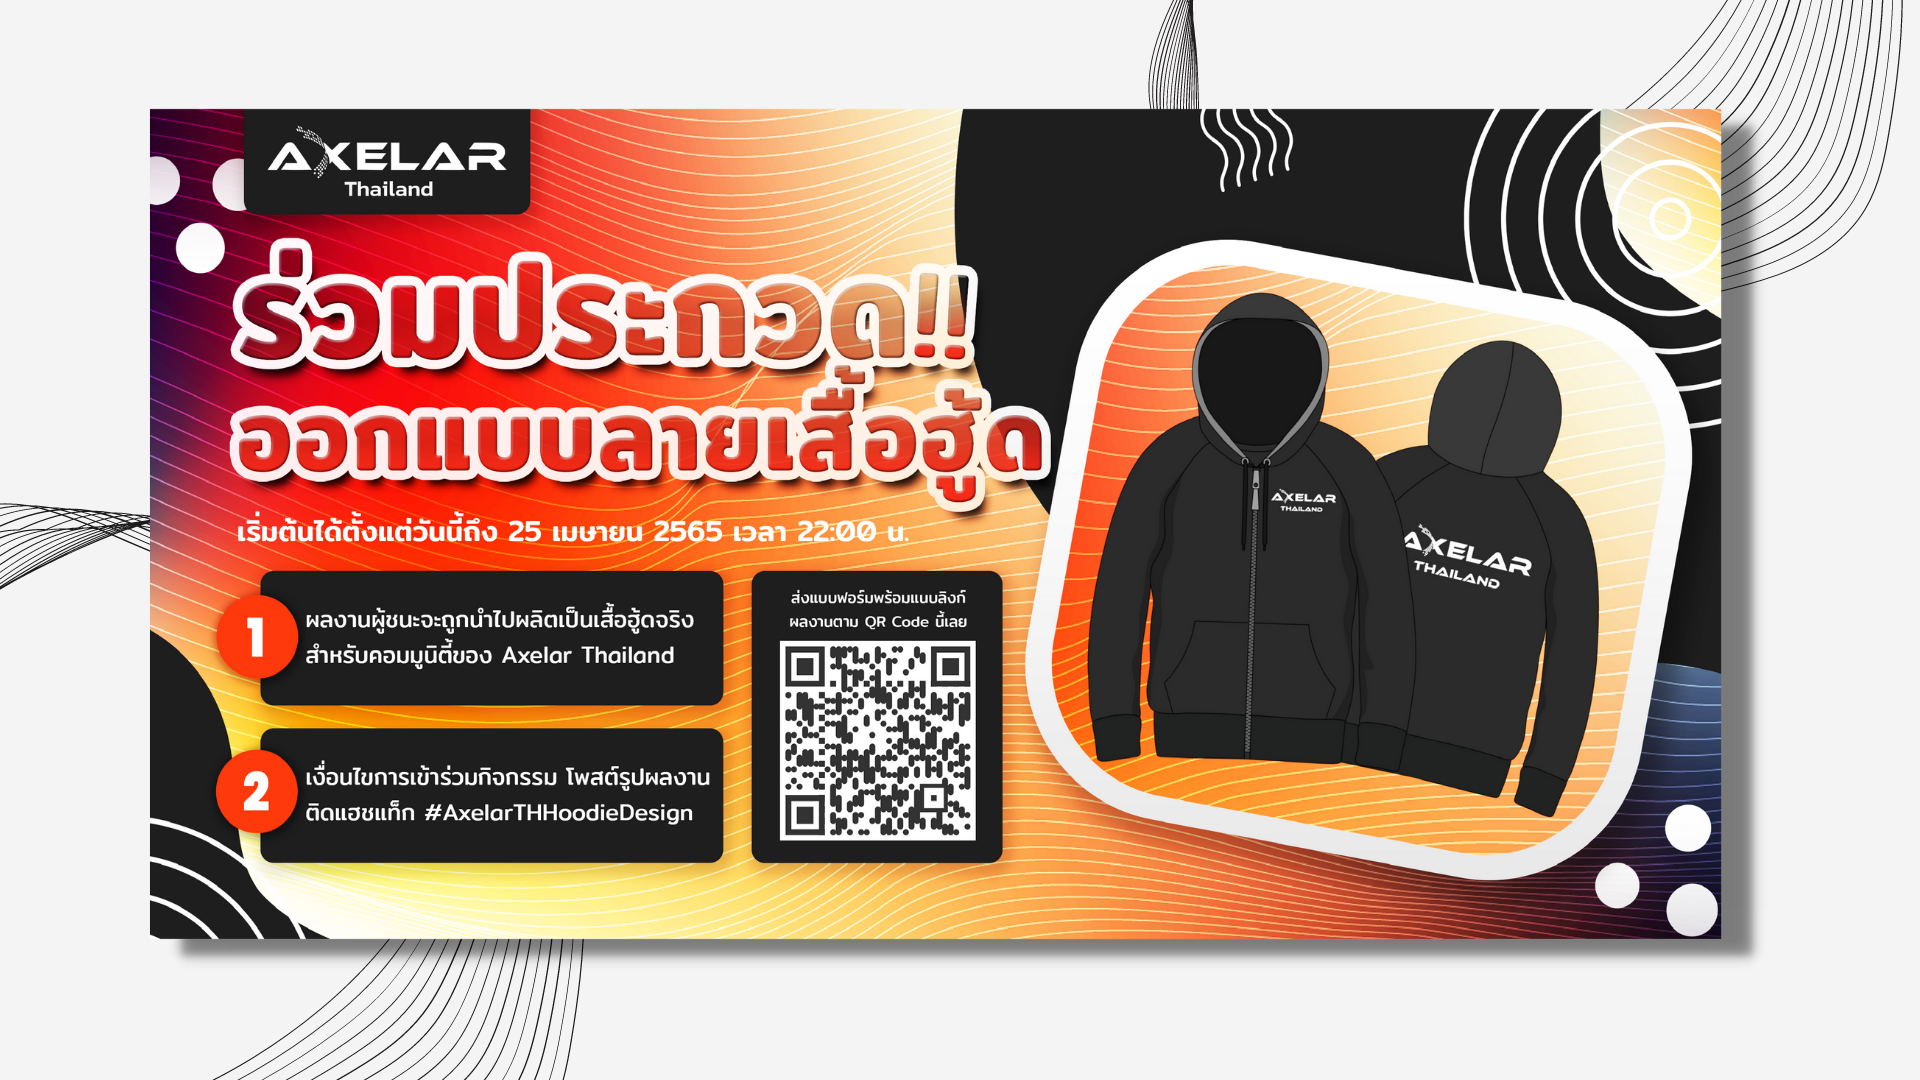 AXELAR
Thailand
ร่วมประกวด!!
ออกแบบลายเสื้อฮู้ด
เริ่มต้นได้ตั้งแต่วันนี้ถึง 25 เมษายน 2565 เวลา 22:00 น.
1
ผลงานผู้ชนะจะถูกนำไปผลิตเป็นเสื้อฮู้ดจริง
สำหรับคอมมูนิตี้ของ Axelar Thailand
2
เงื่อนไขการเข้าร่วมกิจกรรม โพสต์รูปผลงาน
ติดแฮชแท็ก #AxelarTHHoodieDesign
ส่งแบบฟอร์มพร้อมแนบลิงก์
ผลงานตาม QR Code นี้เลย
AXELAR
THAILAND
AXELAR
THAILAND